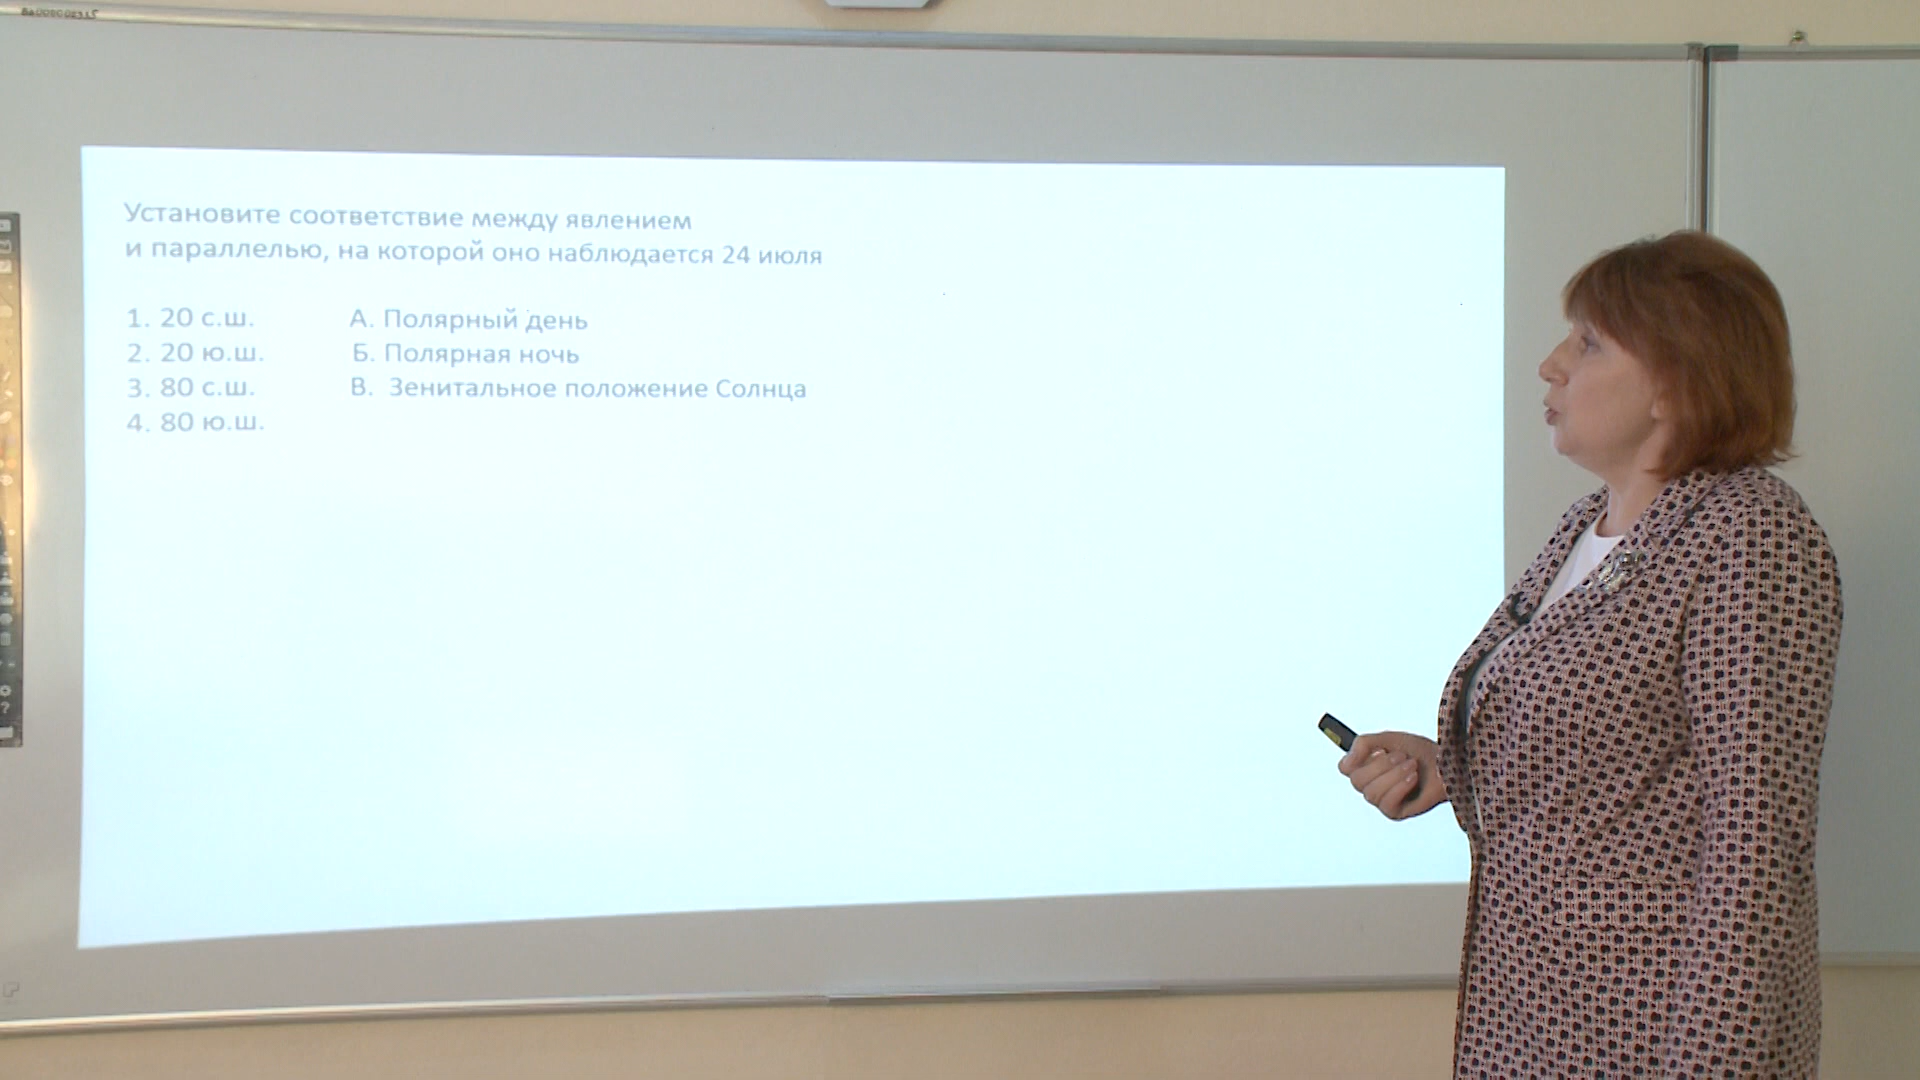 Установите соответствие между явлением
и параллелью, на которой оно наблюдается 24 июля
1. 20 с.ш. А. Полярный день
2. 20 ю.ш. Б. Полярная ночь
3. 80 с.ш. В. Зенитальное положение Солнца
4. 80 ю.ш.